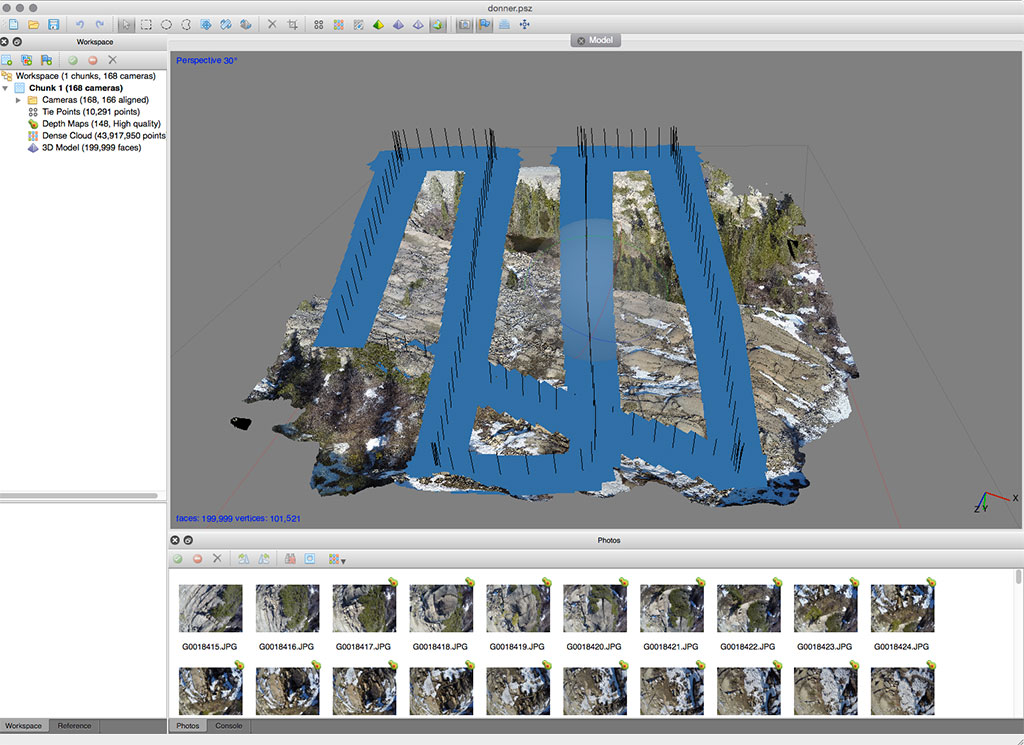 donner.psz
Workspace
Model
Workspace (1 chunks, 168 cameras)
Chunk 1 (168 cameras)
Cameras (168, 166 aligned)
Tie Points (10,291 points)
Depth Maps (148, High quality)
Dense Cloud (43,917,950 points
3D Model (199,999 faces)
Perspective 30°
X
Z Y
faces: 199,999 vertices: 101,521
Photos
G0018415.JPG G0018416.JPG G0018417.JPG G0018418.JPG G0018419.JPG G0018420.JPG G0018421.JPG G0018422.JPG G0018423.JPG G0018424.JPG
Workspace Reference Photos Console